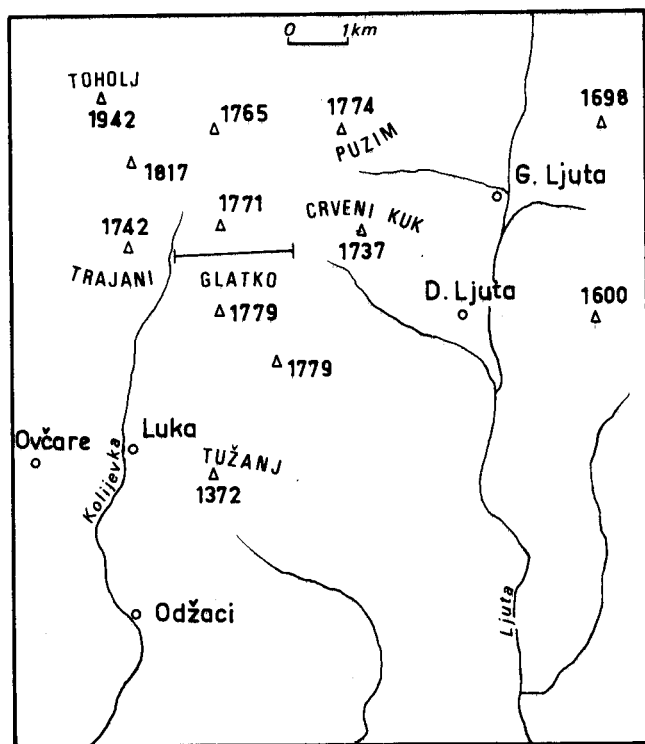 0 1km
TOHOLJ
1942
1765
1774
PUZIM
1698
1817
G. Ljuta
1771
CRVENI KUK
1737
1742
TRAJANI
GLATKO
D. Ljuta
1600
1779
1779
Ovčare
Luka
TUŽANJ
1372
Kolijevka
Odžaci
Ljuta